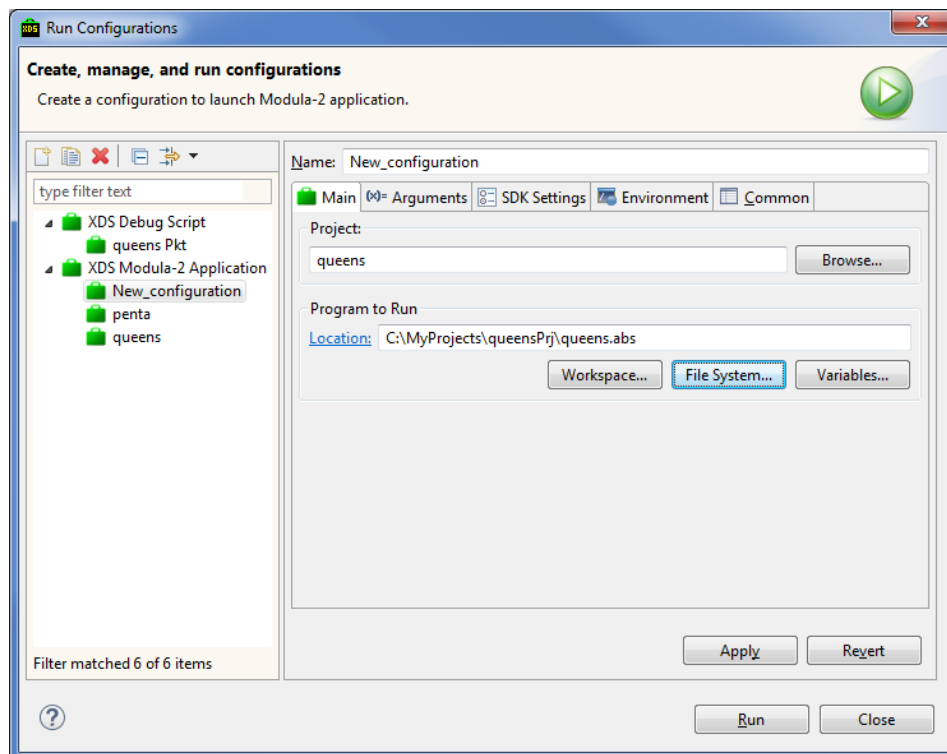 XDS Run Configurations
Create, manage, and run configurations
Create a configuration to launch Modula-2 application.
type filter text
XDS Debug Script
queens Pkt
XDS Modula-2 Application
New_configuration
penta
queens
Filter matched 6 of 6 items
Name: New_configuration
Main (x)= Arguments SDK Settings Environment Common
Project:
queens Browse...
Program to Run
Location: C:\MyProjects\queensPrj\queens.abs
Workspace... File System... Variables...
Apply Revert
? Run Close